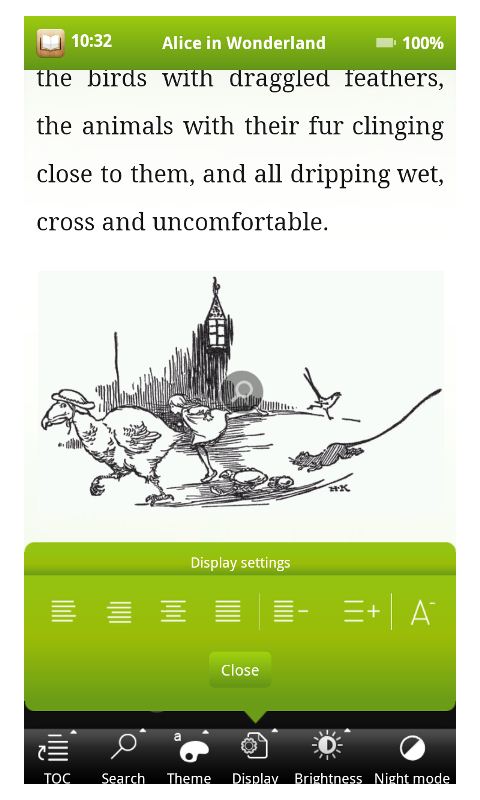 10:32 Alice in Wonderland 100%
the birds with draggled feathers,
the animals with their fur clinging
close to them, and all dripping wet,
cross and uncomfortable.
H·K
Display settings
A-
Close
a
TOC Search Theme Display Brightness Night mode